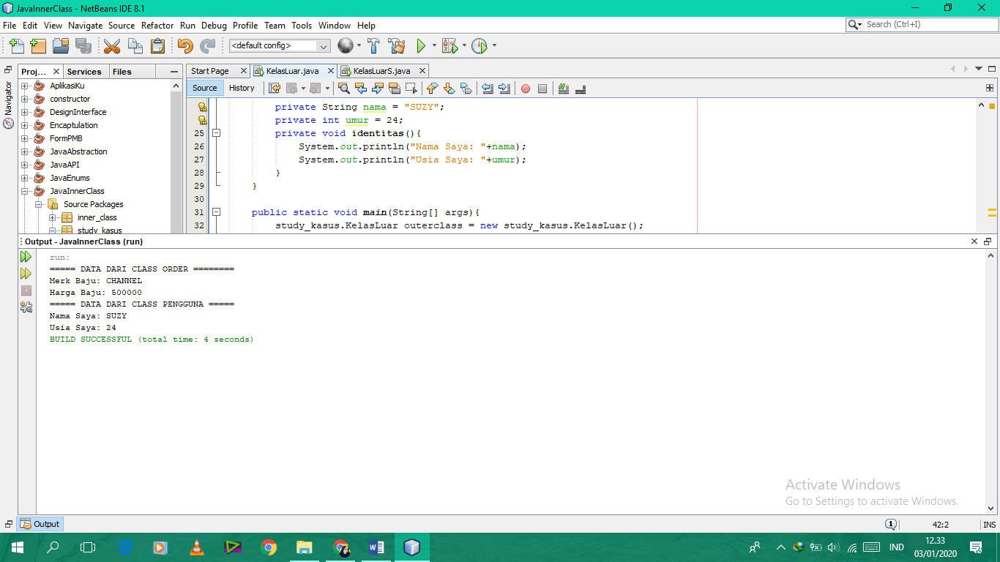 JavaInnerClass - NetBeans IDE 8.1
File Edit View Navigate Source Refactor Run Debug Profile Team Tools Window Help
Search (Ctrl+I)
<default config>
Proj... Services Files
Navigator
AplikasiKu
constructor
DesignInterface
Encaptulation
FormPMB
JavaAbstraction
JavaAPI
JavaEnums
JavaInnerClass
Source Packages
inner_class
study_kasus
Start Page KelasLuar.java KelasLuarS.java
Source History
private String nama = "SUZY";
private int umur = 24;
25 private void identitas(){
26 System.out.println("Nama Saya: "+nama);
27 System.out.println("Usia Saya: "+umur);
28 }
29 }
30
31 public static void main(String[] args){
32 study_kasus.KelasLuar outerclass = new study_kasus.KelasLuar();
Output - JavaInnerClass (run)
run:
===== DATA DARI CLASS ORDER ========
Merk Baju: CHANNEL
Harga Baju: 500000
===== DATA DARI CLASS PENGGUNA =====
Nama Saya: SUZY
Usia Saya: 24
BUILD SUCCESSFUL (total time: 4 seconds)
Activate Windows
Go to Settings to activate Windows.
Output
1
42:2 INS
IND
12.33
03/01/2020